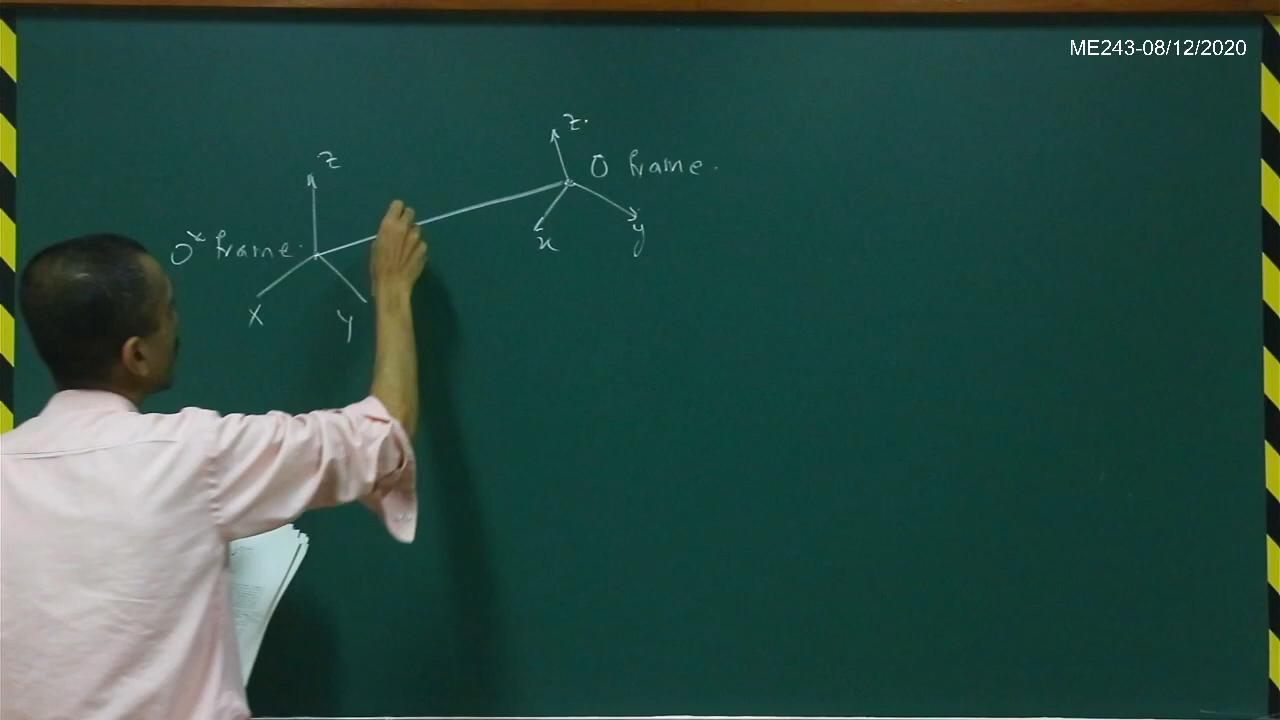 ME243-08/12/2020
z.
O frame.
z
O* frame.
x
y
X
y